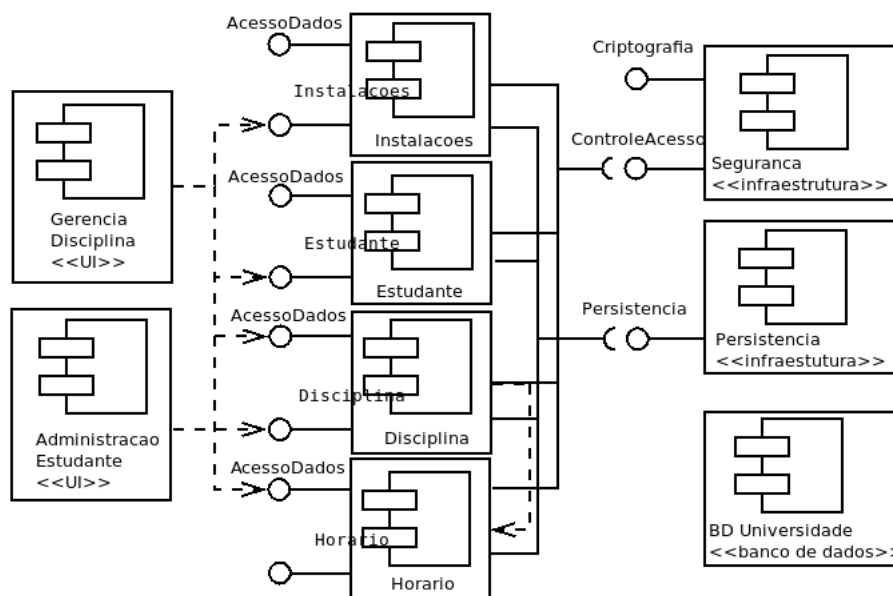 AcessoDados
Instalacoes
Instalacoes
AcessoDados
Estudante
Estudante
AcessoDados
Disciplina
Disciplina
AcessoDados
Horario
Horario
Gerencia
Disciplina
<<UI>>
Administracao
Estudante
<<UI>>
Criptografia
ControleAcesso
Seguranca
<<infraestrutura>>
Persistencia
Persistencia
<<infraestutura>>
BD Universidade
<<banco de dados>>